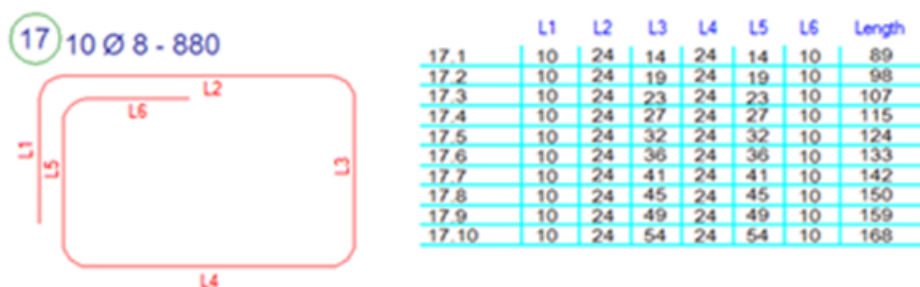 17 10 Ø 8 - 880
L2
L6
L1
L5
L3
L4
L1 L2 L3 L4 L5 L6 Length
17.1 10 24 14 24 14 10 89
17.2 10 24 19 24 19 10 98
17.3 10 24 23 24 23 10 107
17.4 10 24 27 24 27 10 115
17.5 10 24 32 24 32 10 124
17.6 10 24 36 24 36 10 133
17.7 10 24 41 24 41 10 142
17.8 10 24 45 24 45 10 150
17.9 10 24 49 24 49 10 159
17.10 10 24 54 24 54 10 168